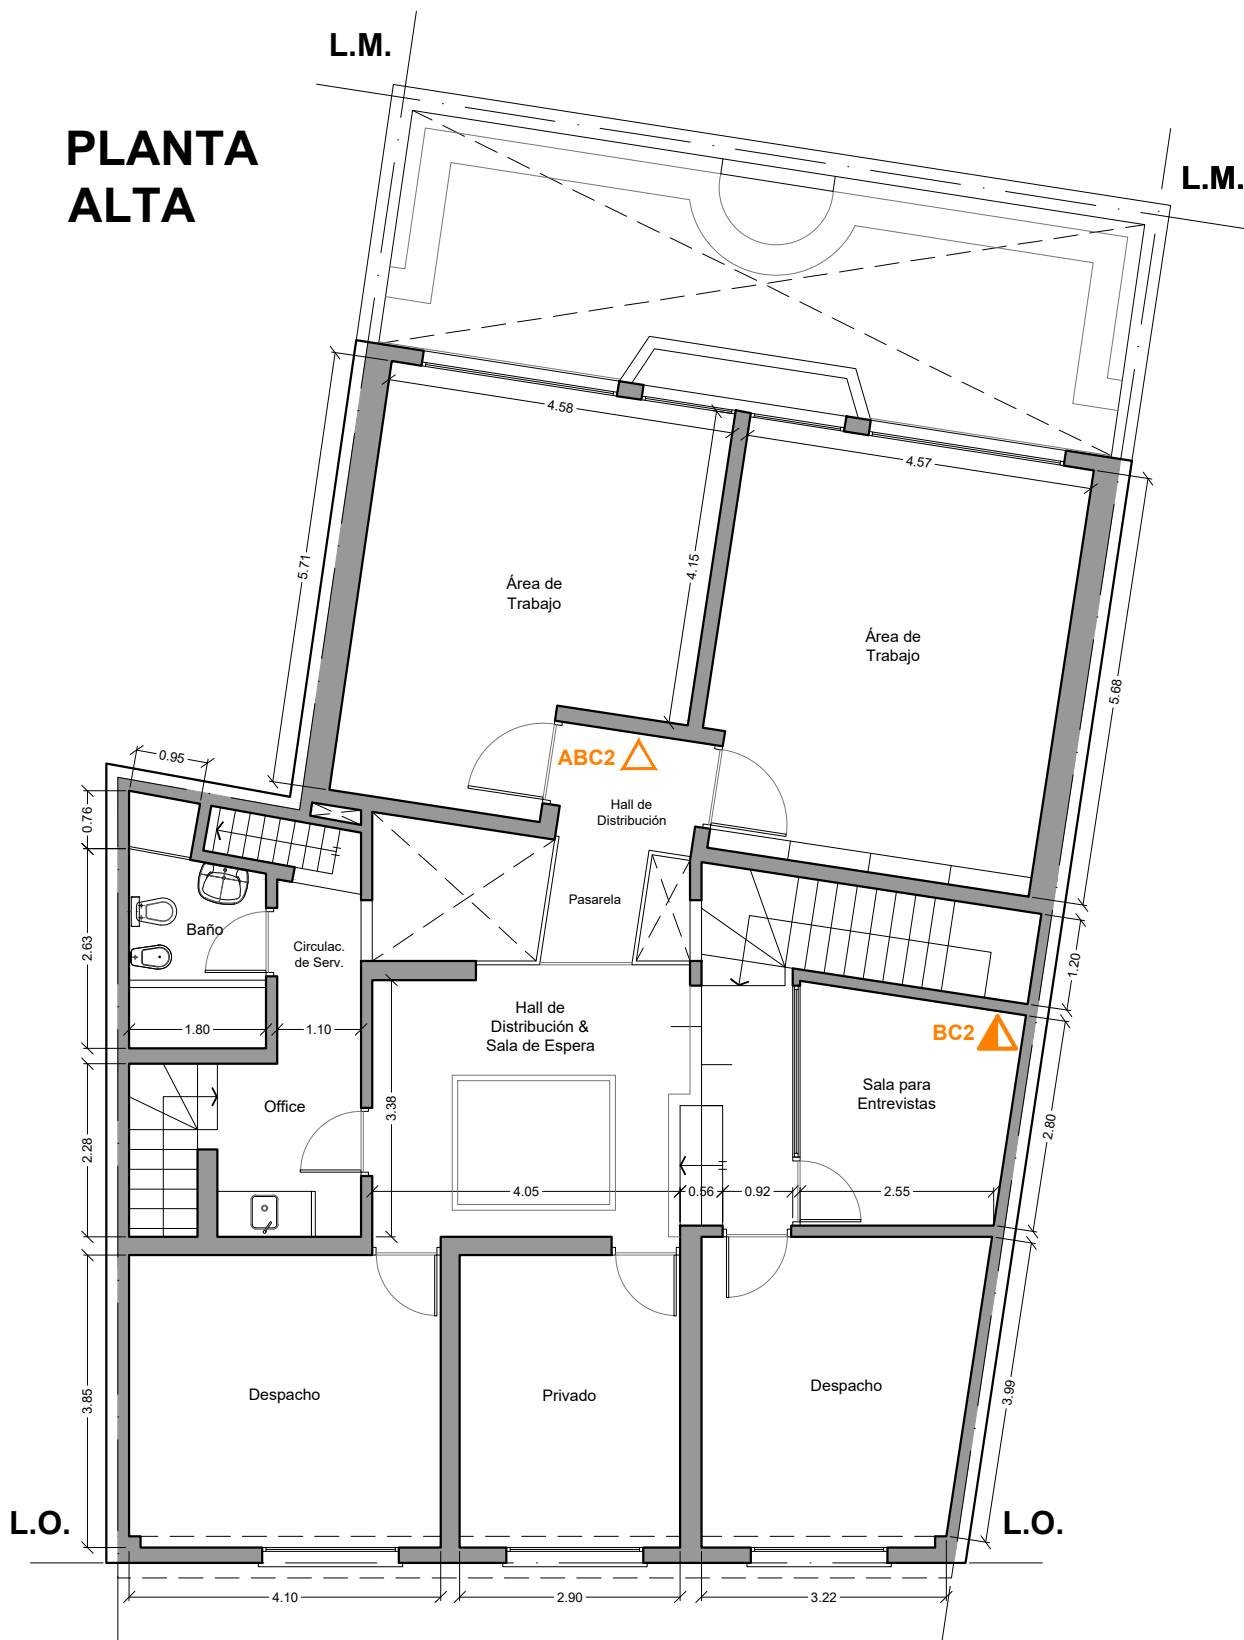 L.M.
PLANTA
ALTA
L.M.
4.58
4.57
5.71
4.15
Área de
Trabajo
Área de
Trabajo
5.68
0.95
ABC2
0.76
Hall de
Distribución
Pasarela
Baño
2.63
Circulac.
de Serv.
1.20
Hall de
Distribución &
Sala de Espera
1.80
1.10
BC2
Sala para
Entrevistas
Office
3.38
2.80
2.28
4.05
0.56
0.92
2.55
3.85
Despacho
Privado
Despacho
3.99
L.O.
L.O.
4.10
2.90
3.22